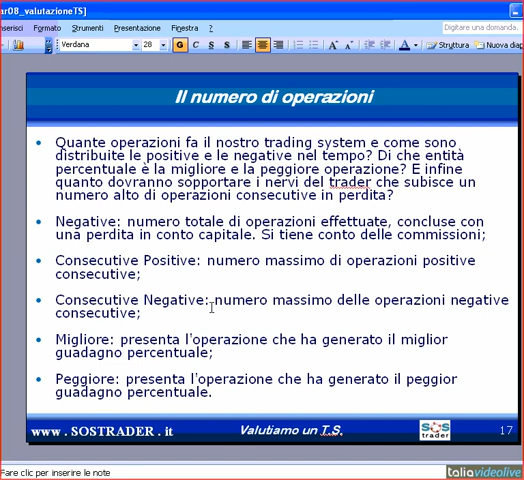 ar08_valutazioneTS]
nserisci Formato Strumenti Presentazione Finestra ? Digitare una domanda.
Verdana 28 G C S S A Struttura Nuova diap
Il numero di operazioni
• Quante operazioni fa il nostro trading system e come sono
distribuite le positive e le negative nel tempo? Di che entità
percentuale è la migliore e la peggiore operazione? E infine
quanto dovranno sopportare i nervi del trader che subisce un
numero alto di operazioni consecutive in perdita?
• Negative: numero totale di operazioni effettuate, concluse con
una perdita in conto capitale. Si tiene conto delle commissioni;
• Consecutive Positive: numero massimo di operazioni positive
consecutive;
• Consecutive Negative: numero massimo delle operazioni negative
consecutive;
• Migliore: presenta l'operazione che ha generato il miglior
guadagno percentuale;
• Peggiore: presenta l'operazione che ha generato il peggior
guadagno percentuale.
www . SOSTRADER . it Valutiamo un T.S. SOS trader 17
Fare clic per inserire le note
italiavideolive